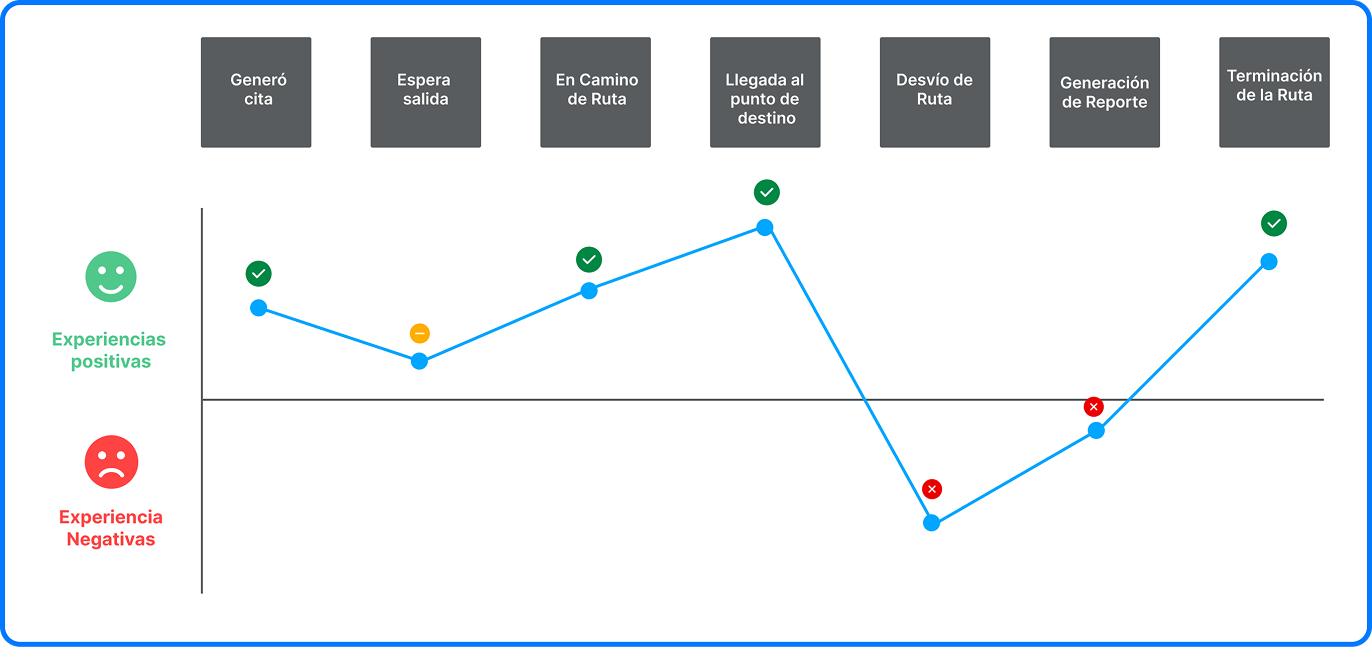 Generó
cita
Espera
salida
En Camino
de Ruta
Llegada al
punto de
destino
Desvío de
Ruta
Generación
de Reporte
Terminación
de la Ruta
Experiencias
positivas
Experiencia
Negativas